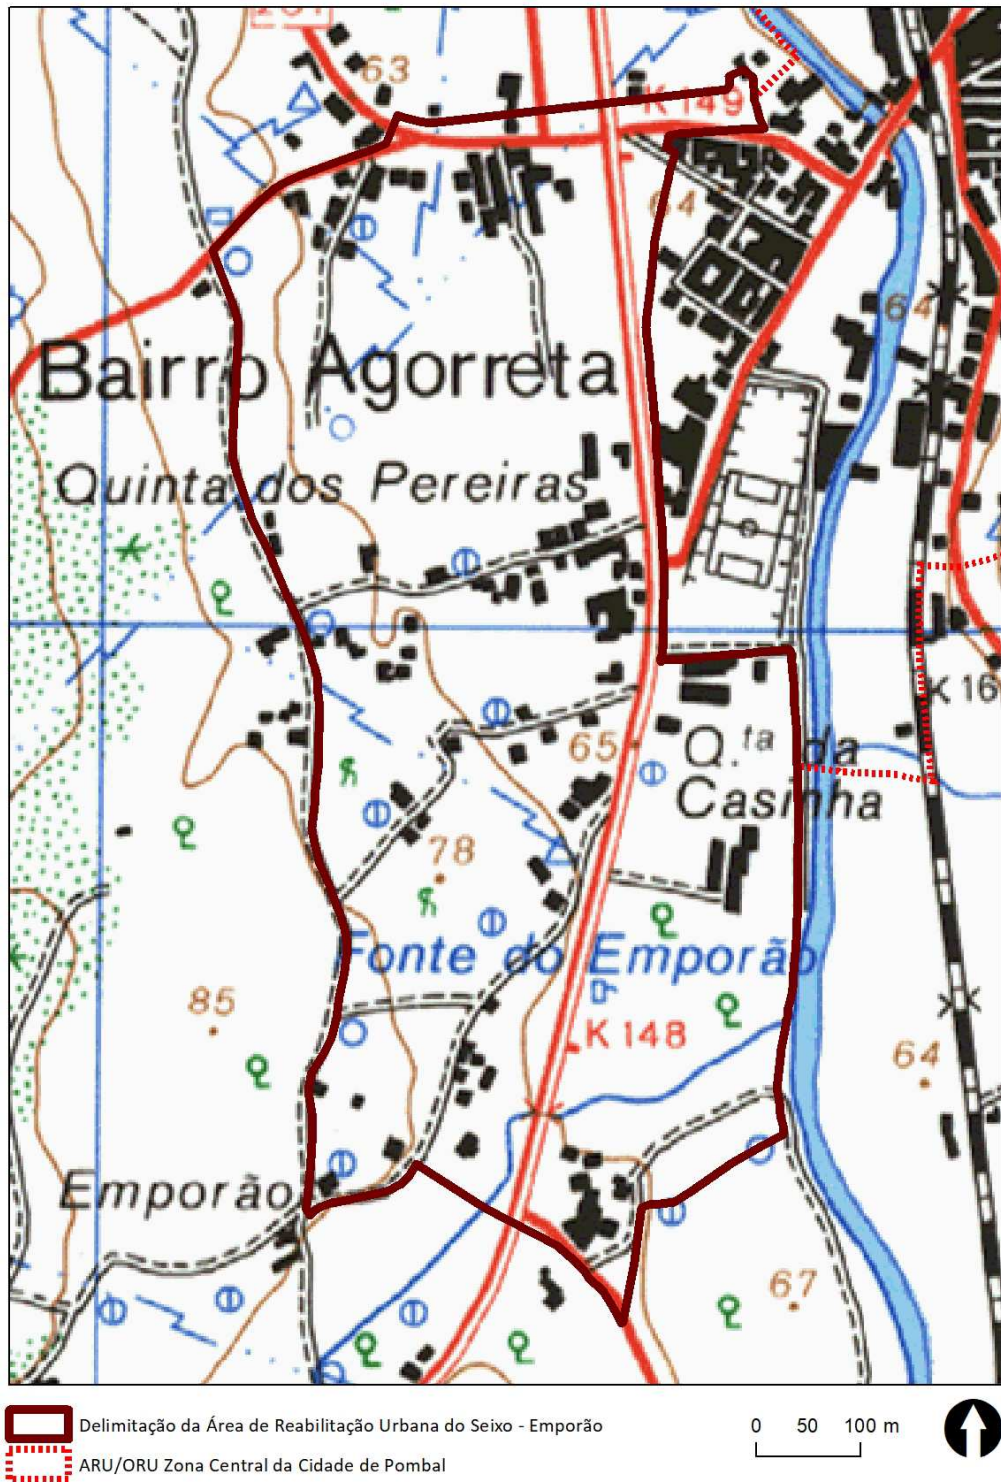 63
K 149
64
64
Bairro Agorreta
Quinta dos Pereiras
K 16
65
Q.ta da
Casinha
78
Fonte do Emporão
85
K 148
64
Emporão
67
Delimitação da Área de Reabilitação Urbana do Seixo - Emporão
0 50 100 m
ARU/ORU Zona Central da Cidade de Pombal